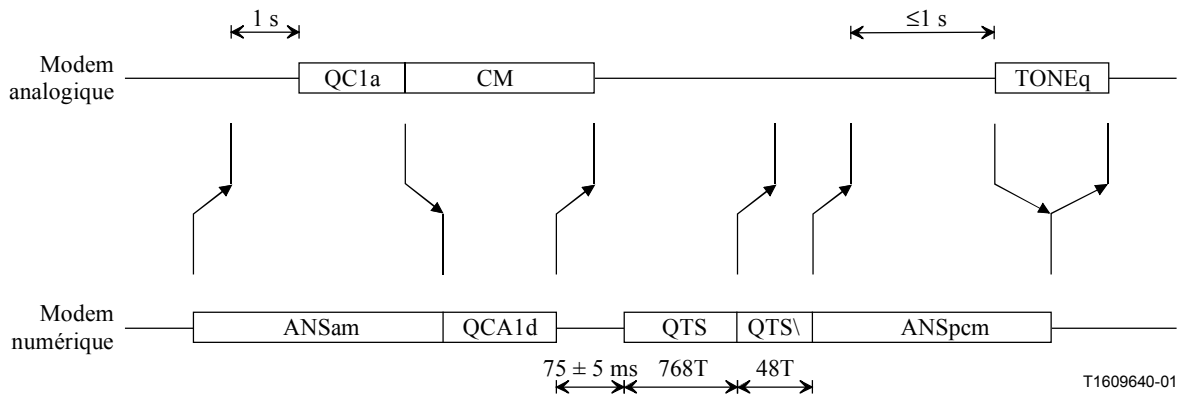 1 s
≤1 s
Modem
analogique
QC1a
CM
TONEq
Modem
numérique
ANSam
QCA1d
QTS
QTS\
ANSpcm
75 ± 5 ms
768T
48T
T1609640-01